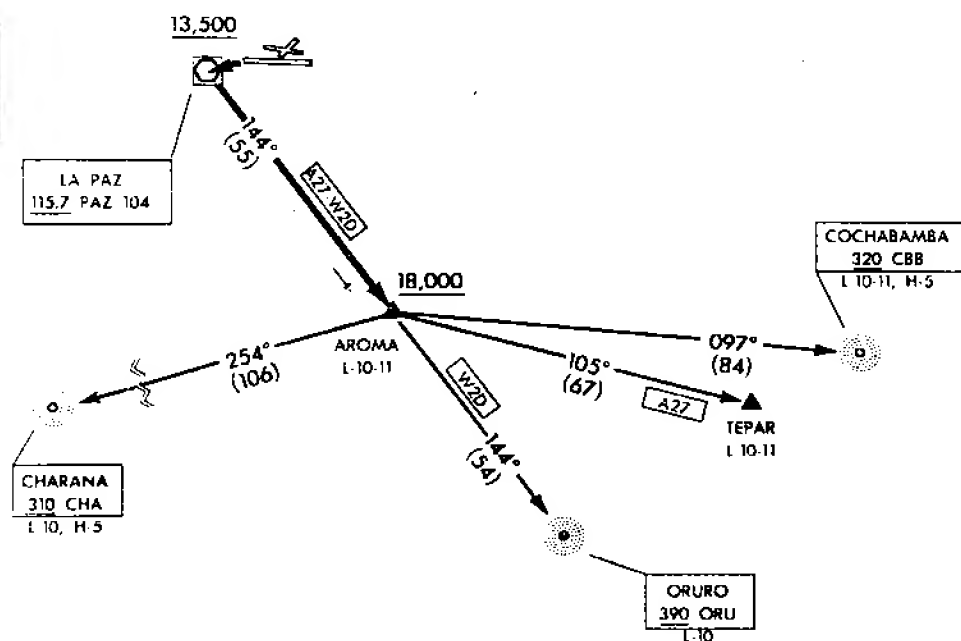 13,500
144°
(55)
LA PAZ
115.7 PAZ 104
A27-W2D
COCHABAMBA
320 CBB
L 10-11, H-5
18,000
AROMA
L-10-11
097°
(84)
254°
(106)
105°
(67)
A27
TEPAR
L 10-11
W2D
144°
(54)
CHARANA
310 CHA
L 10, H-5
ORURO
390 ORU
L-10